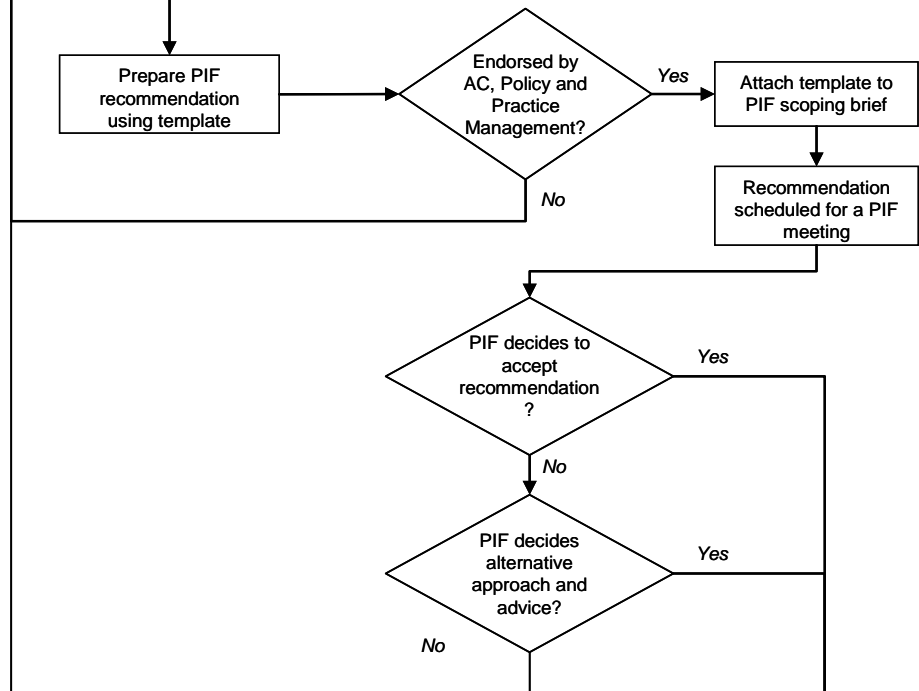 Prepare PIF
recommendation
using template
Endorsed by
AC, Policy and
Practice
Management?
Yes
Attach template to
PIF scoping brief
No
Recommendation
scheduled for a PIF
meeting
PIF decides to
accept
recommendation
?
Yes
No
PIF decides
alternative
approach and
advice?
Yes
No